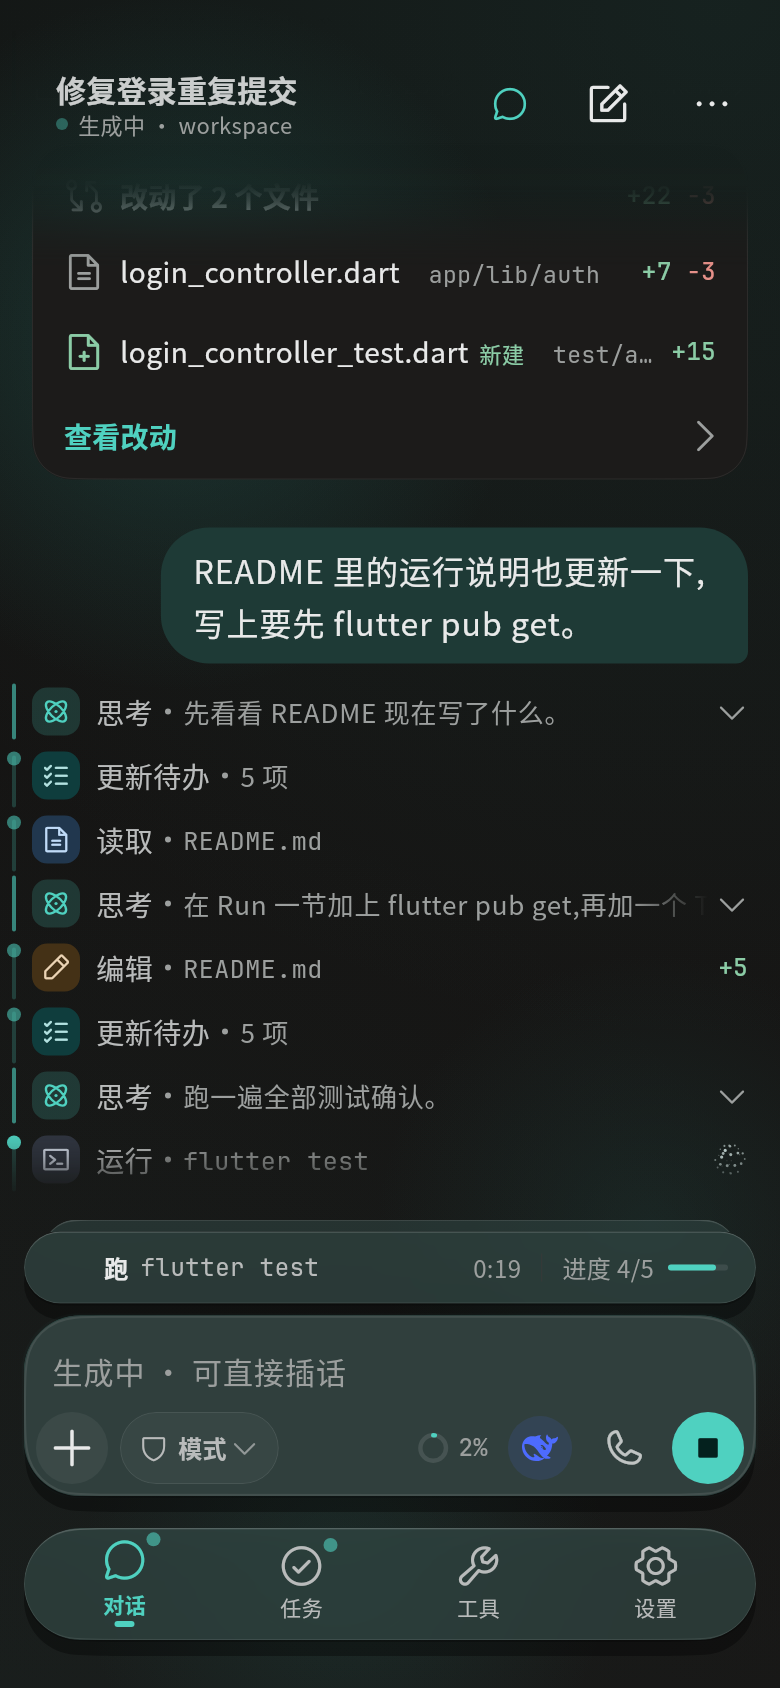 修复登录重复提交
生成中 · workspace
改动了 2 个文件 +22 -3
login_controller.dart app/lib/auth +7 -3
login_controller_test.dart 新建 test/a… +15
查看改动
README 里的运行说明也更新一下,
写上要先 flutter pub get。
思考 · 先看看 README 现在写了什么。
更新待办 · 5 项
读取 · README.md
思考 · 在 Run 一节加上 flutter pub get,再加一个 T
编辑 · README.md +5
更新待办 · 5 项
思考 · 跑一遍全部测试确认。
运行 · flutter test
跑 flutter test 0:19 进度 4/5
生成中 · 可直接插话
模式 2%
对话 任务 工具 设置